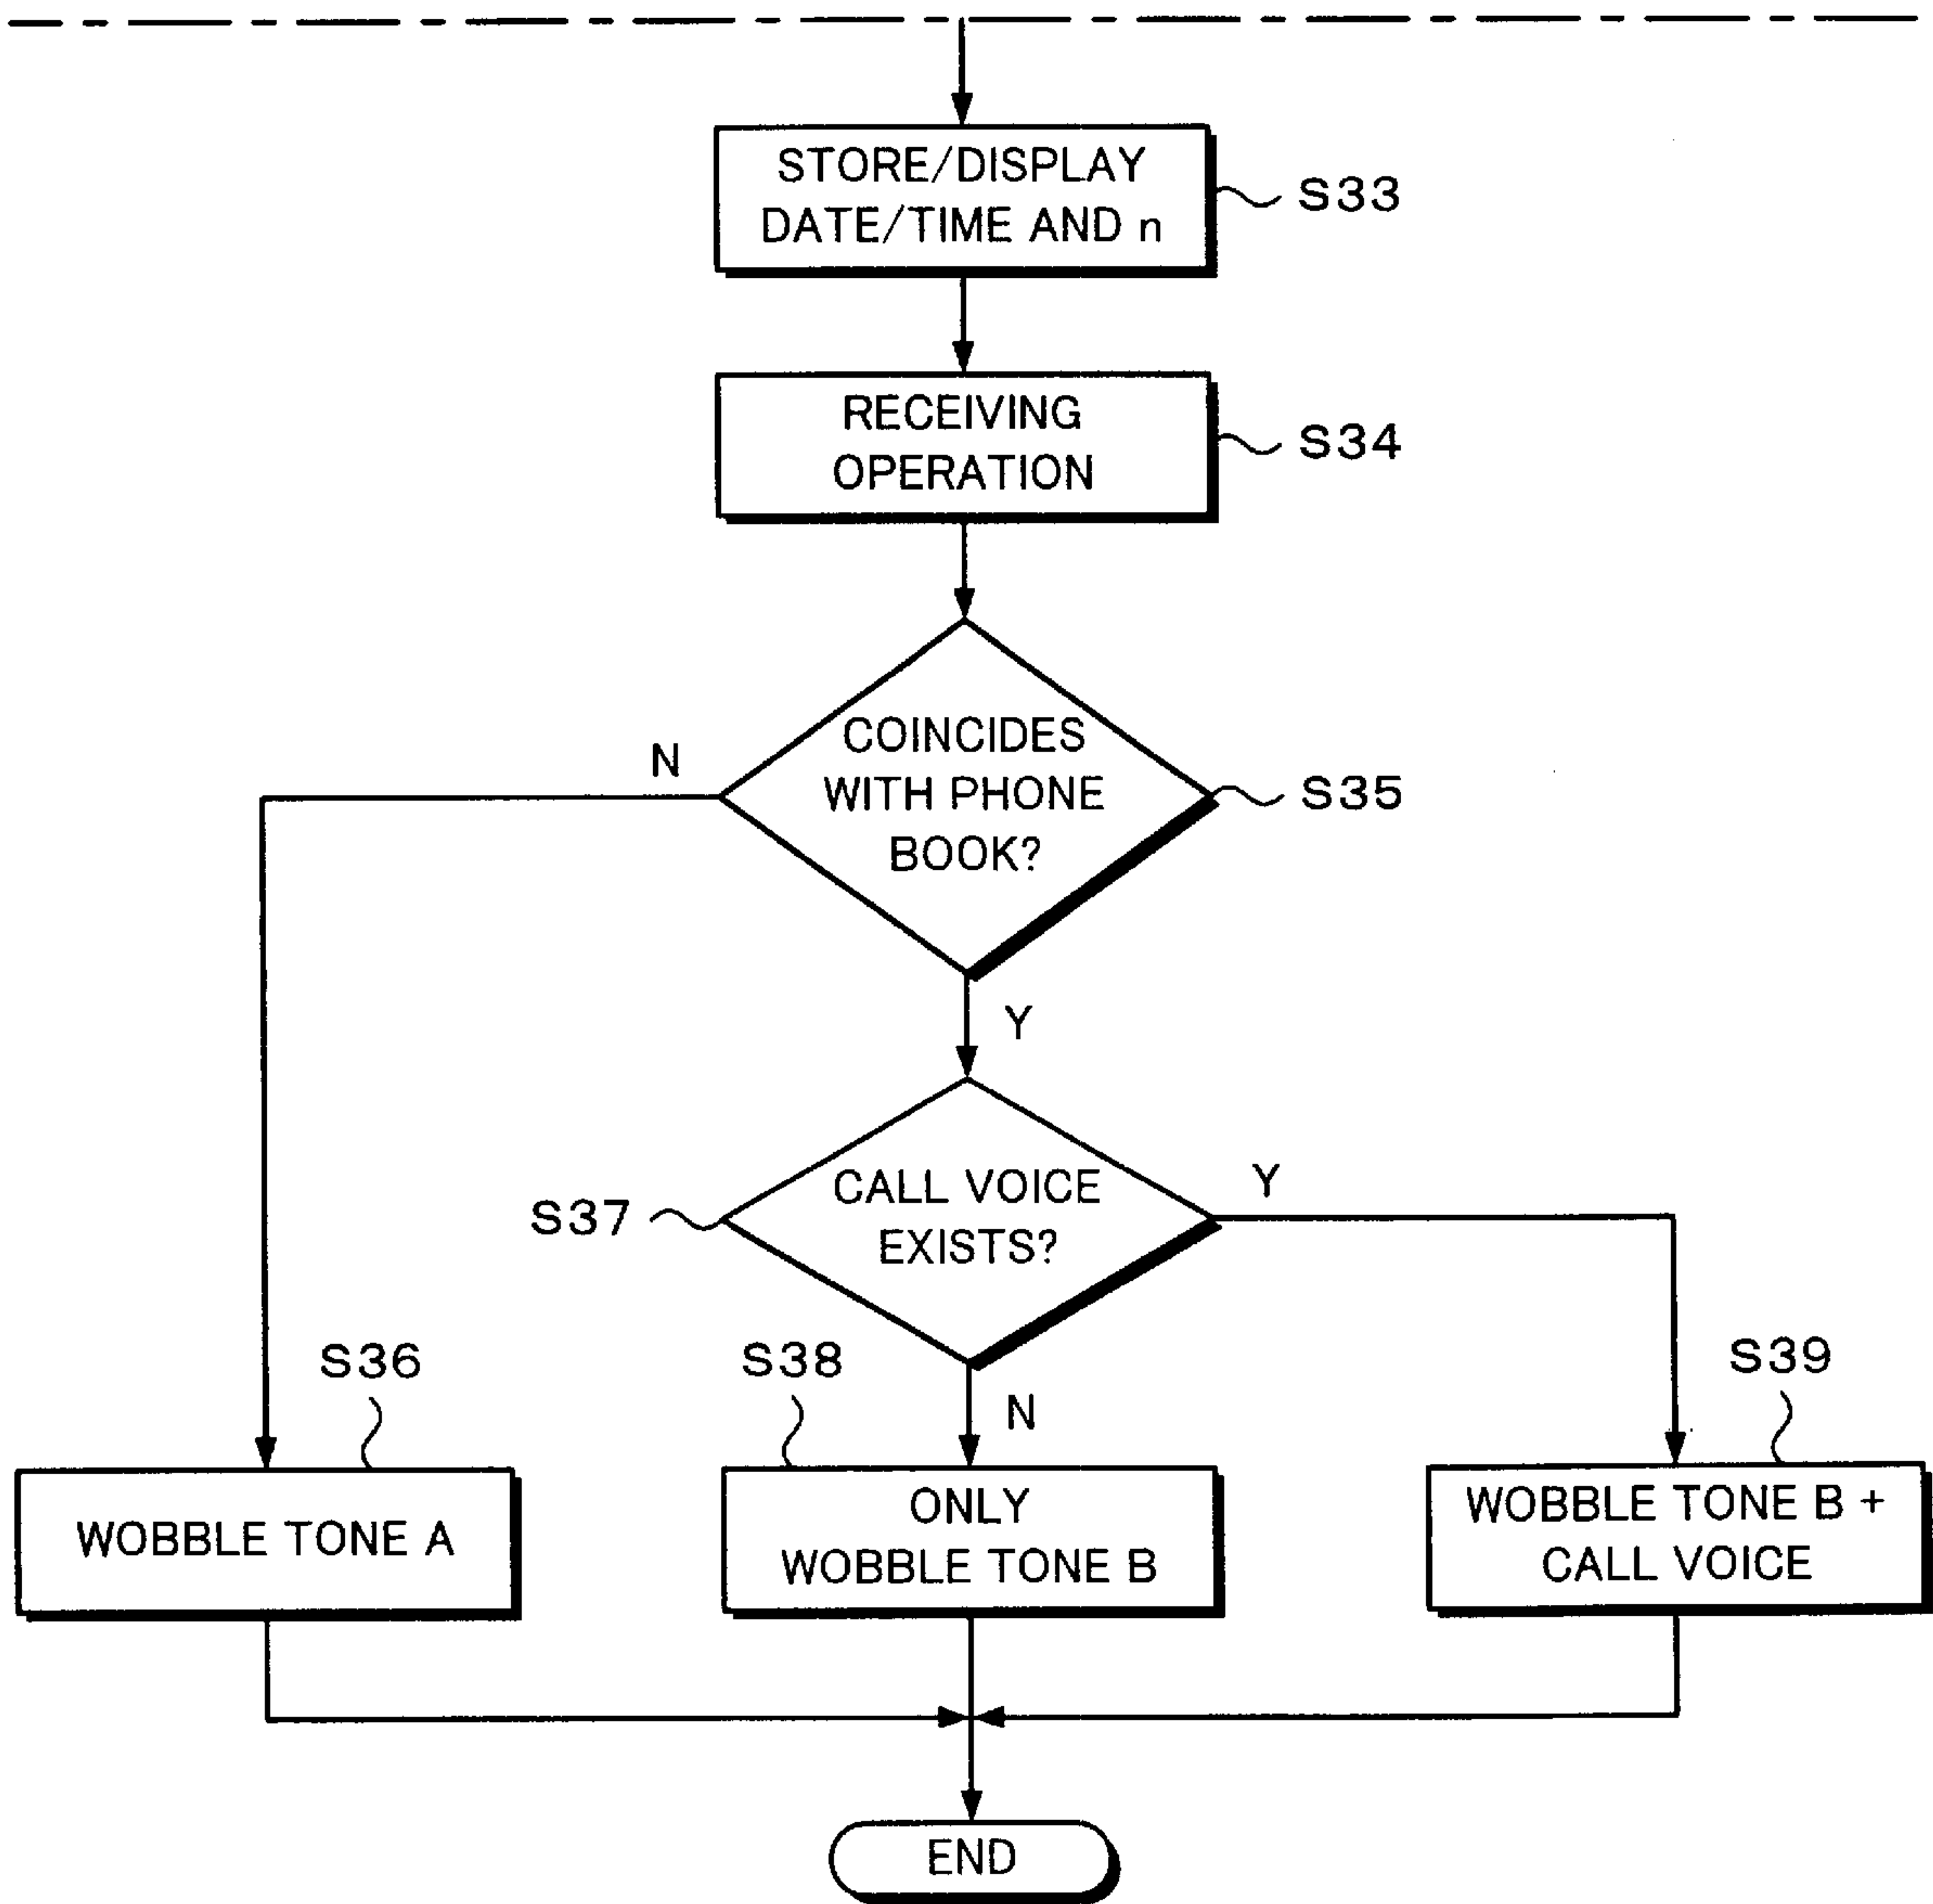 STORE/DISPLAY
DATE/TIME AND n
S33
RECEIVING
OPERATION
S34
COINCIDES
WITH PHONE
BOOK?
S35
N
Y
CALL VOICE
EXISTS?
S37
Y
N
S36
WOBBLE TONE A
S38
ONLY
WOBBLE TONE B
S39
WOBBLE TONE B +
CALL VOICE
END